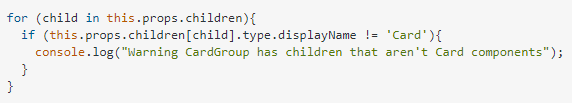 for (child in this.props.children){
  if (this.props.children[child].type.displayName != 'Card'){
    console.log("Warning CardGroup has children that aren't Card components");
  }
}